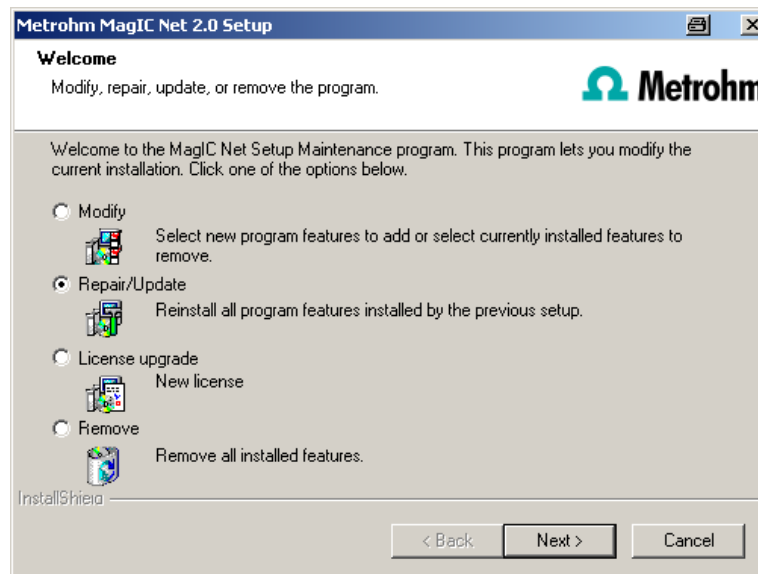 Metrohm MagIC Net 2.0 Setup
Welcome
Modify, repair, update, or remove the program.
Metrohm
Welcome to the MagIC Net Setup Maintenance program. This program lets you modify the
current installation. Click one of the options below.
Modify
Select new program features to add or select currently installed features to
remove.
Repair/Update
Reinstall all program features installed by the previous setup.
License upgrade
New license
Remove
Remove all installed features.
InstallShield
< Back
Next >
Cancel